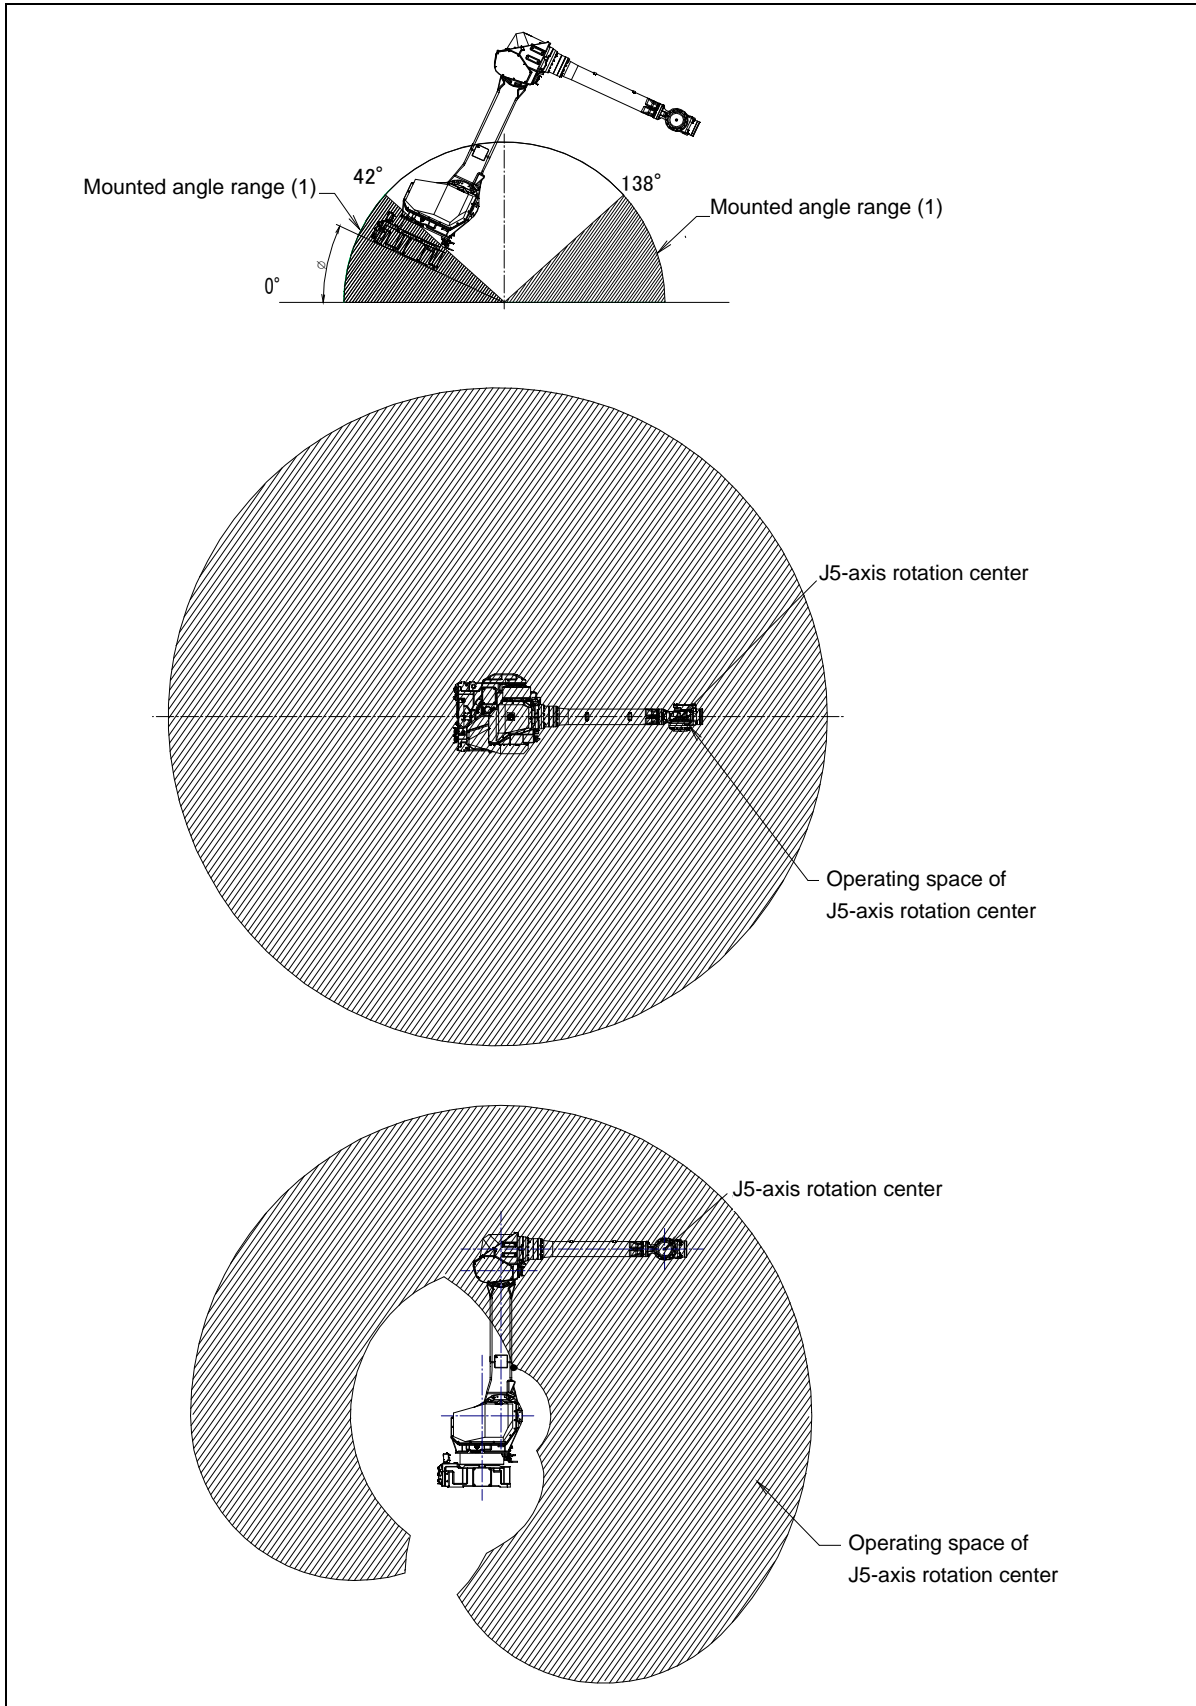 42°
138°
Mounted angle range (1)
Mounted angle range (1)
ø
0°
J5-axis rotation center
Operating space of
J5-axis rotation center
J5-axis rotation center
Operating space of
J5-axis rotation center